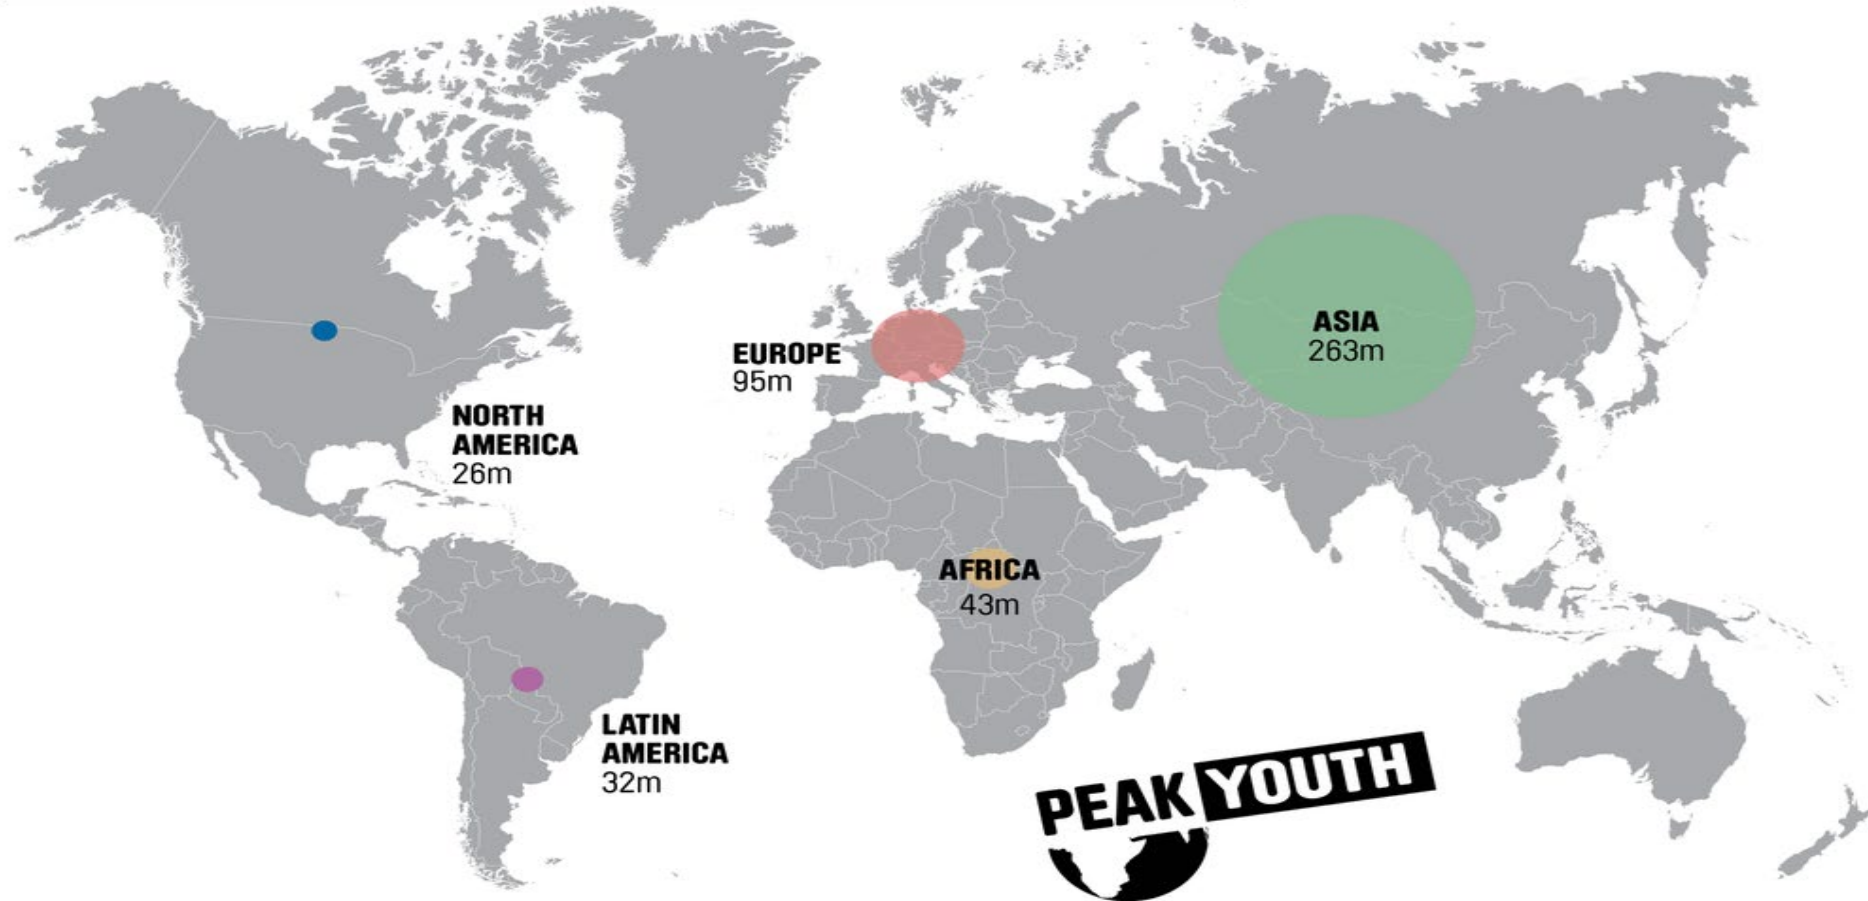 ASIA
263m
EUROPE
95m
NORTH
AMERICA
26m
AFRICA
43m
LATIN
AMERICA
32m
PEAK YOUTH